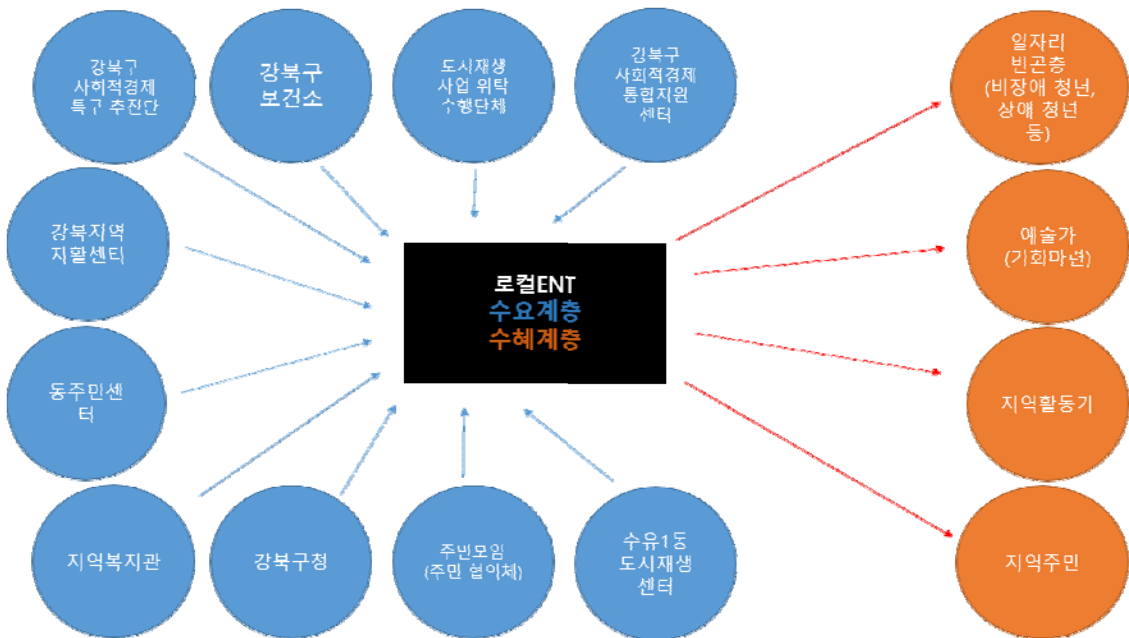 강북구
사회적경제
특구 추진단
강북구
보건소
도시재생
사업 위탁
수행단체
강북구
사회적경제
통합지원
센터
일자리
빈곤층
(비장애 청년,
장애 청년
등)
강북지역
자활센터
로컬ENT
수요계층
수혜계층
예술가
(기회마련)
동주민센
터
지역활동가
지역복지관
강북구청
주민모임
(주민 협의체)
수유1동
도시재생
센터
지역주민